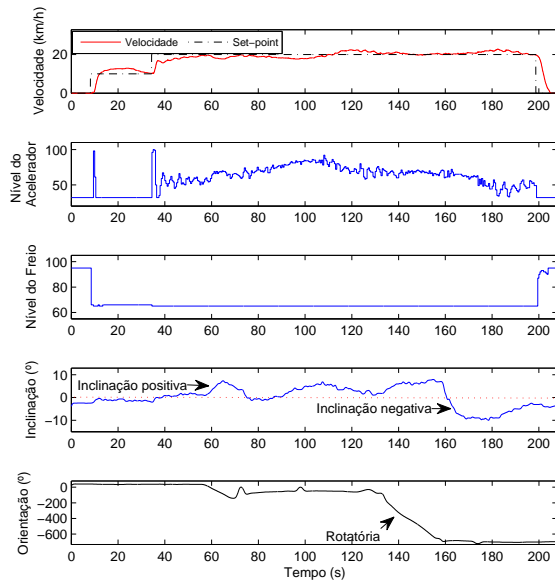 Velocidade (km/h)
Velocidade
Set−point
0
20
0 20 40 60 80 100 120 140 160 180 200
Nível do
Acelerador
50
100
0 20 40 60 80 100 120 140 160 180 200
Nível do Freio
60
80
100
0 20 40 60 80 100 120 140 160 180 200
Inclinação (º)
−10
0
10
Inclinação positiva
Inclinação negativa
0 20 40 60 80 100 120 140 160 180 200
Orientação (º)
−600
−400
−200
0
Rotatória
0 20 40 60 80 100 120 140 160 180 200
Tempo (s)